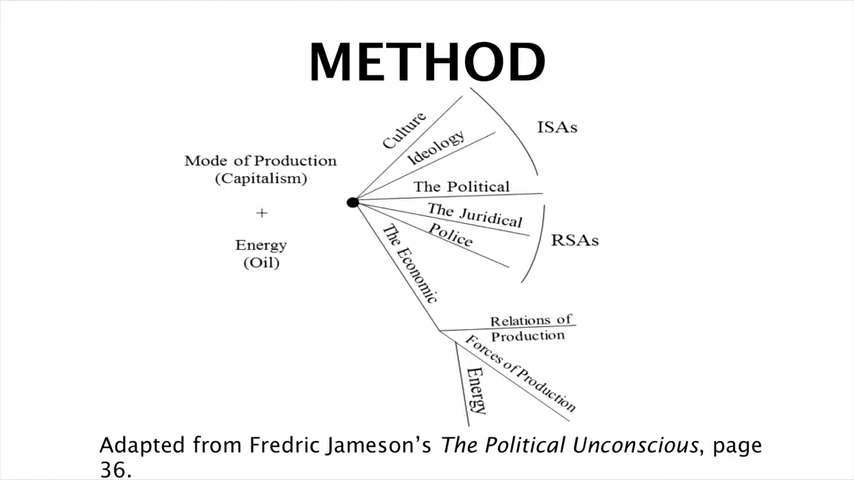 METHOD
Culture
Ideology
ISAs
Mode of Production
(Capitalism)
+
Energy
(Oil)
The Political
The Juridical
Police
RSAs
The Economic
Relations of
Production
Forces of Production
Energy
Adapted from Fredric Jameson’s The Political Unconscious, page
36.